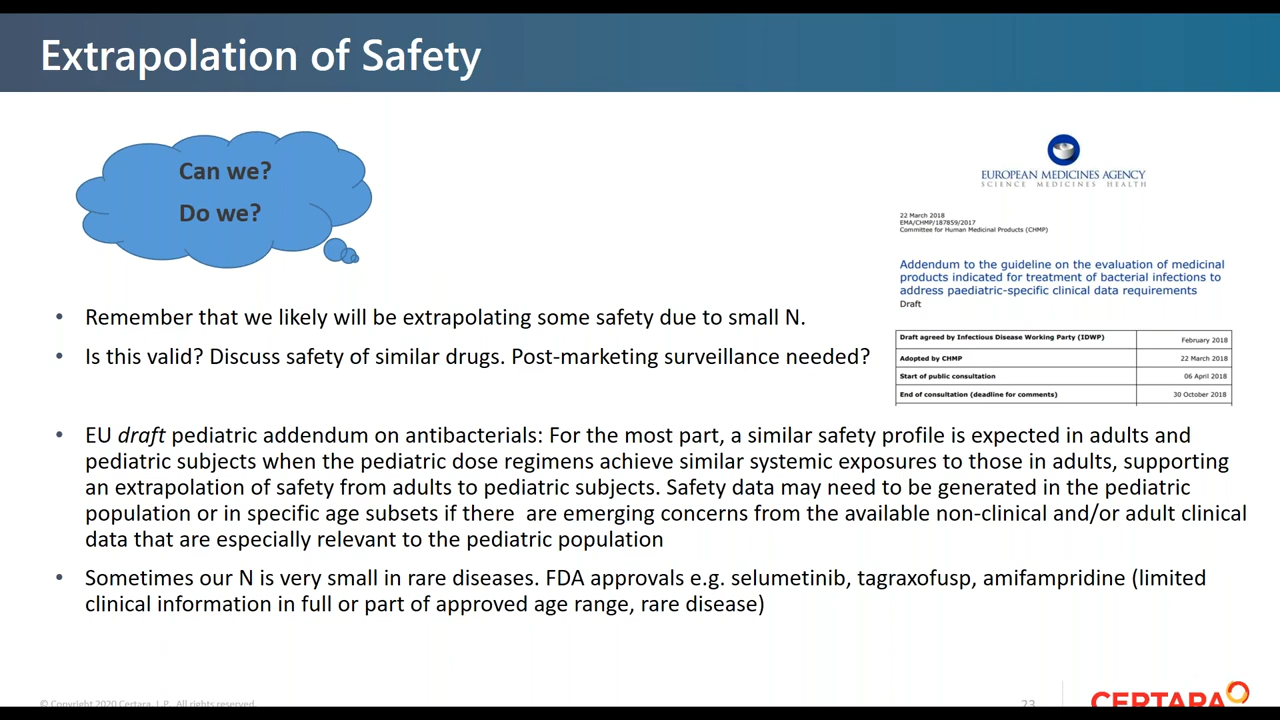 Extrapolation of Safety
Can we?
Do we?
EUROPEAN MEDICINES AGENCY
SCIENCE MEDICINES HEALTH
22 March 2018
EMA/CHMP/187859/2017
Committee for Human Medicinal Products (CHMP)
Addendum to the guideline on the evaluation of medicinal
products indicated for treatment of bacterial infections to
address paediatric-specific clinical data requirements
Draft
Draft agreed by Infectious Disease Working Party (IDWP) February 2018
Adopted by CHMP 22 March 2018
Start of public consultation 06 April 2018
End of consultation (deadline for comments) 30 October 2018
• Remember that we likely will be extrapolating some safety due to small N.
• Is this valid? Discuss safety of similar drugs. Post-marketing surveillance needed?
• EU draft pediatric addendum on antibacterials: For the most part, a similar safety profile is expected in adults and
pediatric subjects when the pediatric dose regimens achieve similar systemic exposures to those in adults, supporting
an extrapolation of safety from adults to pediatric subjects. Safety data may need to be generated in the pediatric
population or in specific age subsets if there are emerging concerns from the available non-clinical and/or adult clinical
data that are especially relevant to the pediatric population
• Sometimes our N is very small in rare diseases. FDA approvals e.g. selumetinib, tagraxofusp, amifampridine (limited
clinical information in full or part of approved age range, rare disease)
© Copyright 2020 Certara, L.P. All rights reserved.
23
CERTARA